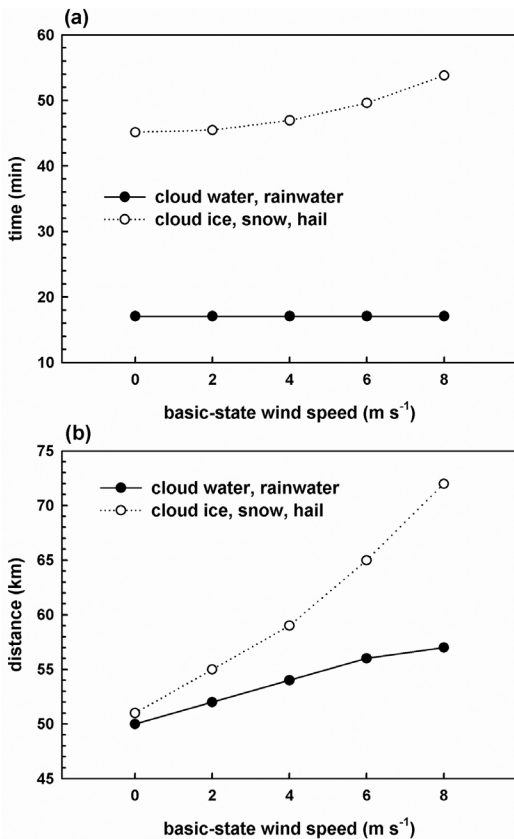 (a)
60
50
40
30
20
10
time (min)
cloud water, rainwater
cloud ice, snow, hail
0 2 4 6 8
basic-state wind speed (m s⁻¹)
(b)
75
70
65
60
55
50
45
distance (km)
cloud water, rainwater
cloud ice, snow, hail
0 2 4 6 8
basic-state wind speed (m s⁻¹)